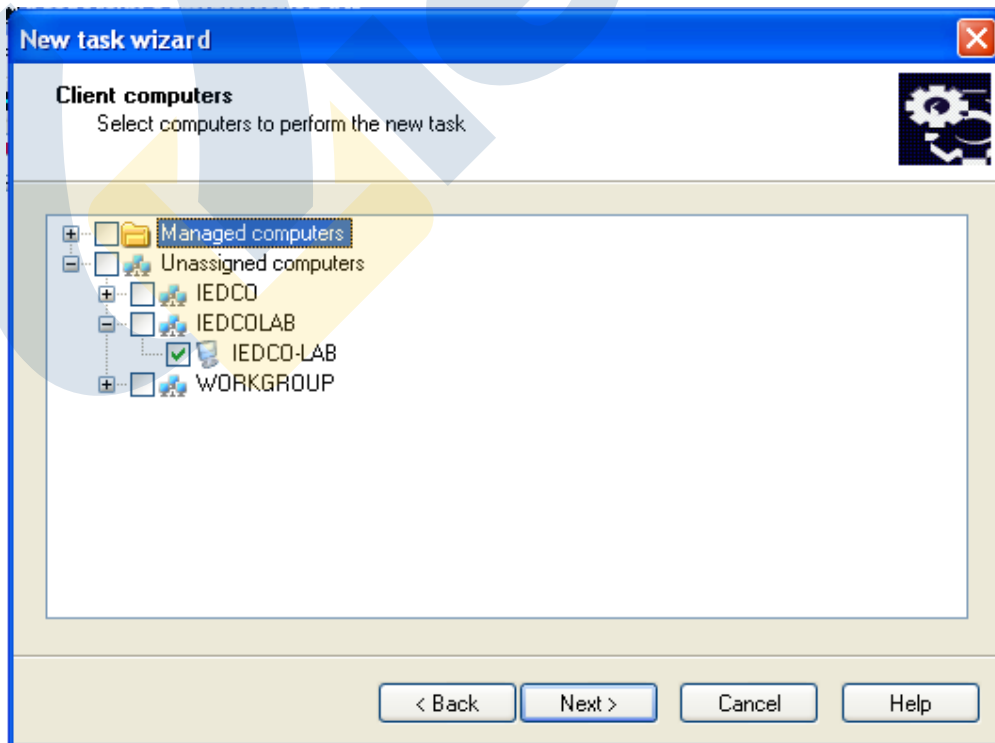 New task wizard
Client computers
Select computers to perform the new task
Managed computers
Unassigned computers
IEDCO
IEDCOLAB
IEDCO-LAB
WORKGROUP
< Back
Next >
Cancel
Help